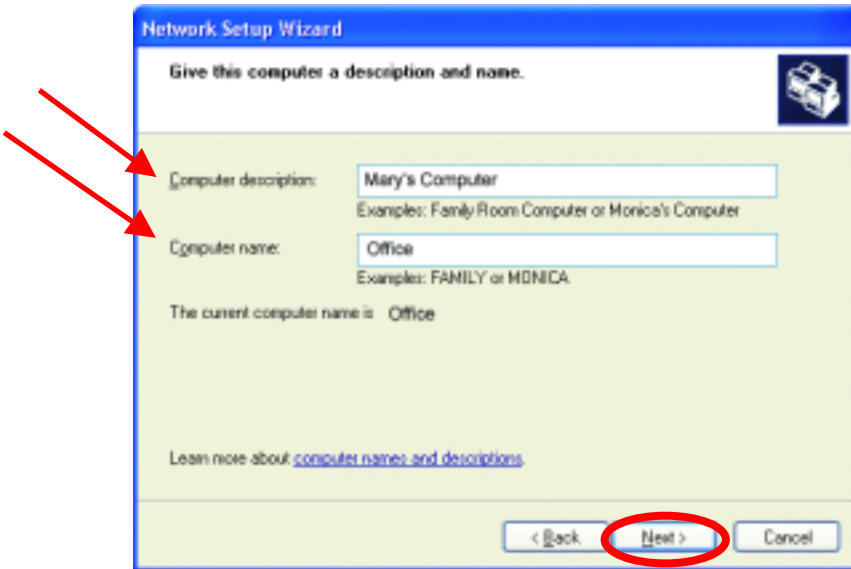 Network Setup Wizard
Give this computer a description and name.
Computer description: Mary's Computer
Examples: Family Room Computer or Monica's Computer
Computer name: Office
Examples: FAMILY or MONICA
The current computer name is Office
Learn more about computer names and descriptions.
< Back Next > Cancel